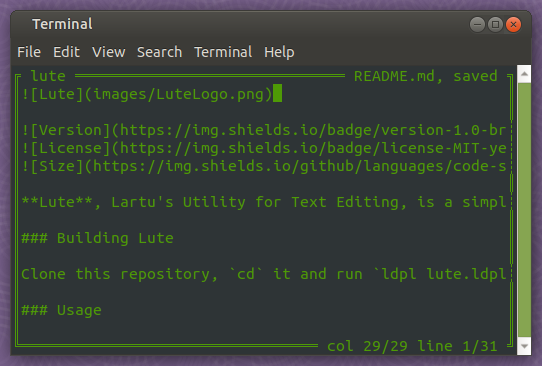 Terminal
File Edit View Search Terminal Help
lute README.md, saved
![Lute](images/LuteLogo.png)
![Version](https://img.shields.io/badge/version-1.0-br
![License](https://img.shields.io/badge/license-MIT-ye
![Size](https://img.shields.io/github/languages/code-s
**Lute**, Lartu's Utility for Text Editing, is a simpl
### Building Lute
Clone this repository, `cd` it and run `ldpl lute.ldpl
### Usage
col 29/29 line 1/31